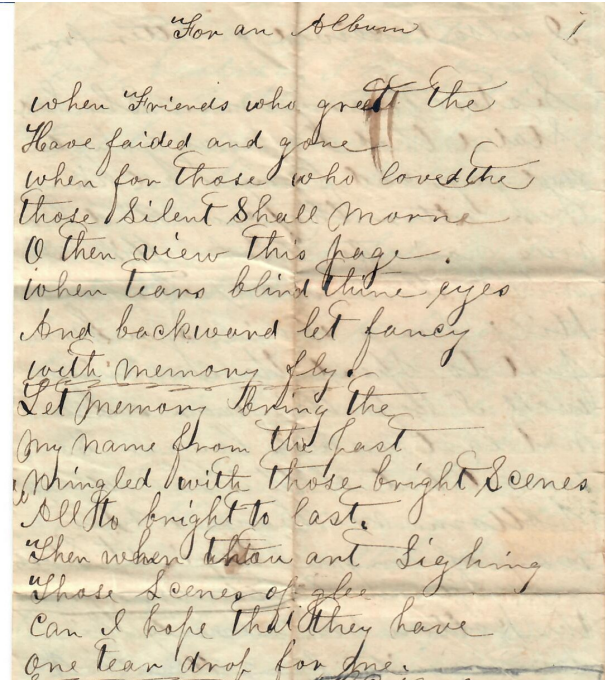 For an Album 1
when Friends who greett the
Have faided and gone
when for those who loved the
those Silent Shall Morne
O then view this page
when tears blind thine eyes
And backward let fancy
with memory fly.
Let Memory bring the
my name from the past
Mingled with those bright Scenes
All to bright to last.
Then when thou art Sighing
Those Scenes of glee
Can I hope that they have
One tear drop for me.